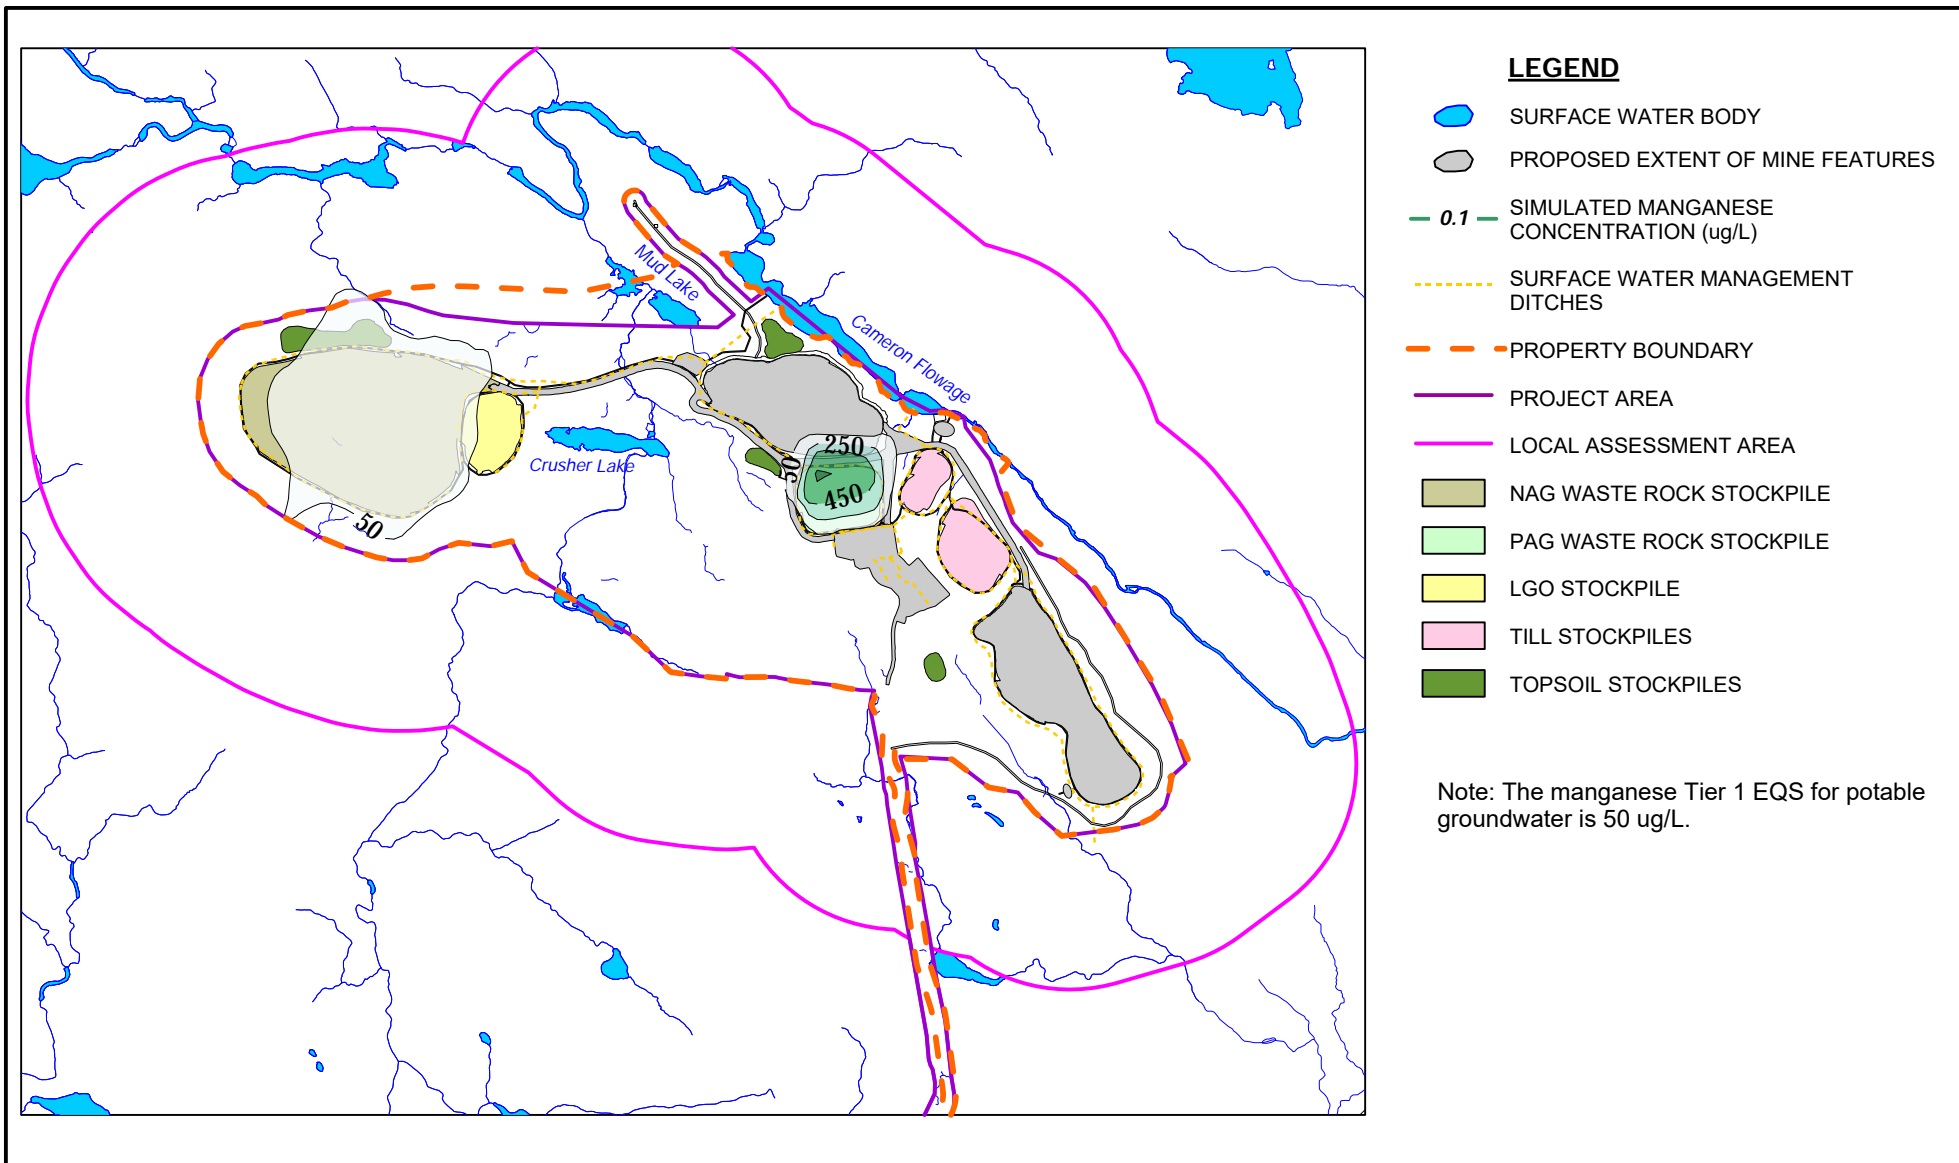 LEGEND
SURFACE WATER BODY
PROPOSED EXTENT OF MINE FEATURES
0.1
SIMULATED MANGANESE
CONCENTRATION (ug/L)
SURFACE WATER MANAGEMENT
DITCHES
PROPERTY BOUNDARY
PROJECT AREA
LOCAL ASSESSMENT AREA
NAG WASTE ROCK STOCKPILE
PAG WASTE ROCK STOCKPILE
LGO STOCKPILE
TILL STOCKPILES
TOPSOIL STOCKPILES
Note: The manganese Tier 1 EQS for potable
groundwater is 50 ug/L.
Mud Lake
Cameron Flowage
Crusher Lake
250
50
450
50